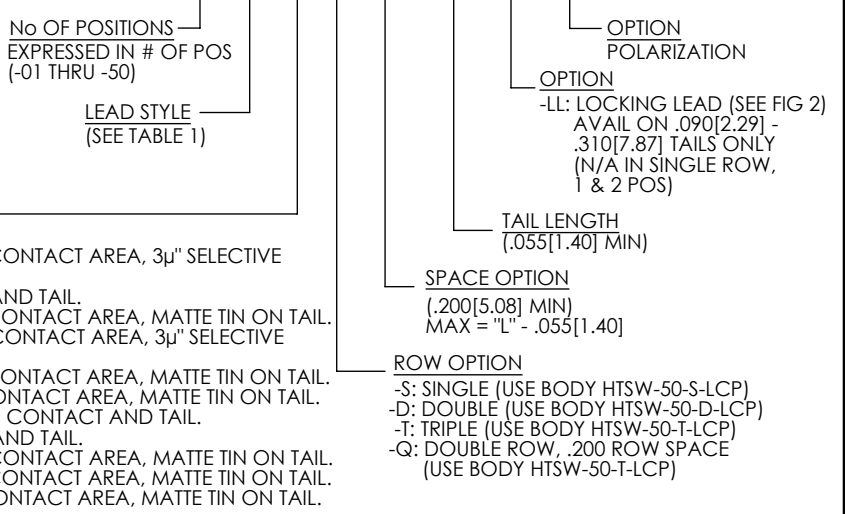 No OF POSITIONS
EXPRESSED IN # OF POS
(-01 THRU -50)
LEAD STYLE
(SEE TABLE 1)
OPTION
POLARIZATION
OPTION
-LL: LOCKING LEAD (SEE FIG 2)
AVAIL ON .090[2.29] -
.310[7.87] TAILS ONLY
(N/A IN SINGLE ROW,
1 & 2 POS)
TAIL LENGTH
(.055[1.40] MIN)
SPACE OPTION
(.200[5.08] MIN)
MAX = "L" - .055[1.40]
ROW OPTION
-S: SINGLE (USE BODY HTSW-50-S-LCP)
-D: DOUBLE (USE BODY HTSW-50-D-LCP)
-T: TRIPLE (USE BODY HTSW-50-T-LCP)
-Q: DOUBLE ROW, .200 ROW SPACE
(USE BODY HTSW-50-T-LCP)
CONTACT AREA, 3µ" SELECTIVE
AND TAIL.
CONTACT AREA, MATTE TIN ON TAIL.
CONTACT AREA, 3µ" SELECTIVE
CONTACT AREA, MATTE TIN ON TAIL.
CONTACT AREA, MATTE TIN ON TAIL.
CONTACT AND TAIL.
AND TAIL.
CONTACT AREA, MATTE TIN ON TAIL.
CONTACT AREA, MATTE TIN ON TAIL.
CONTACT AREA, MATTE TIN ON TAIL.